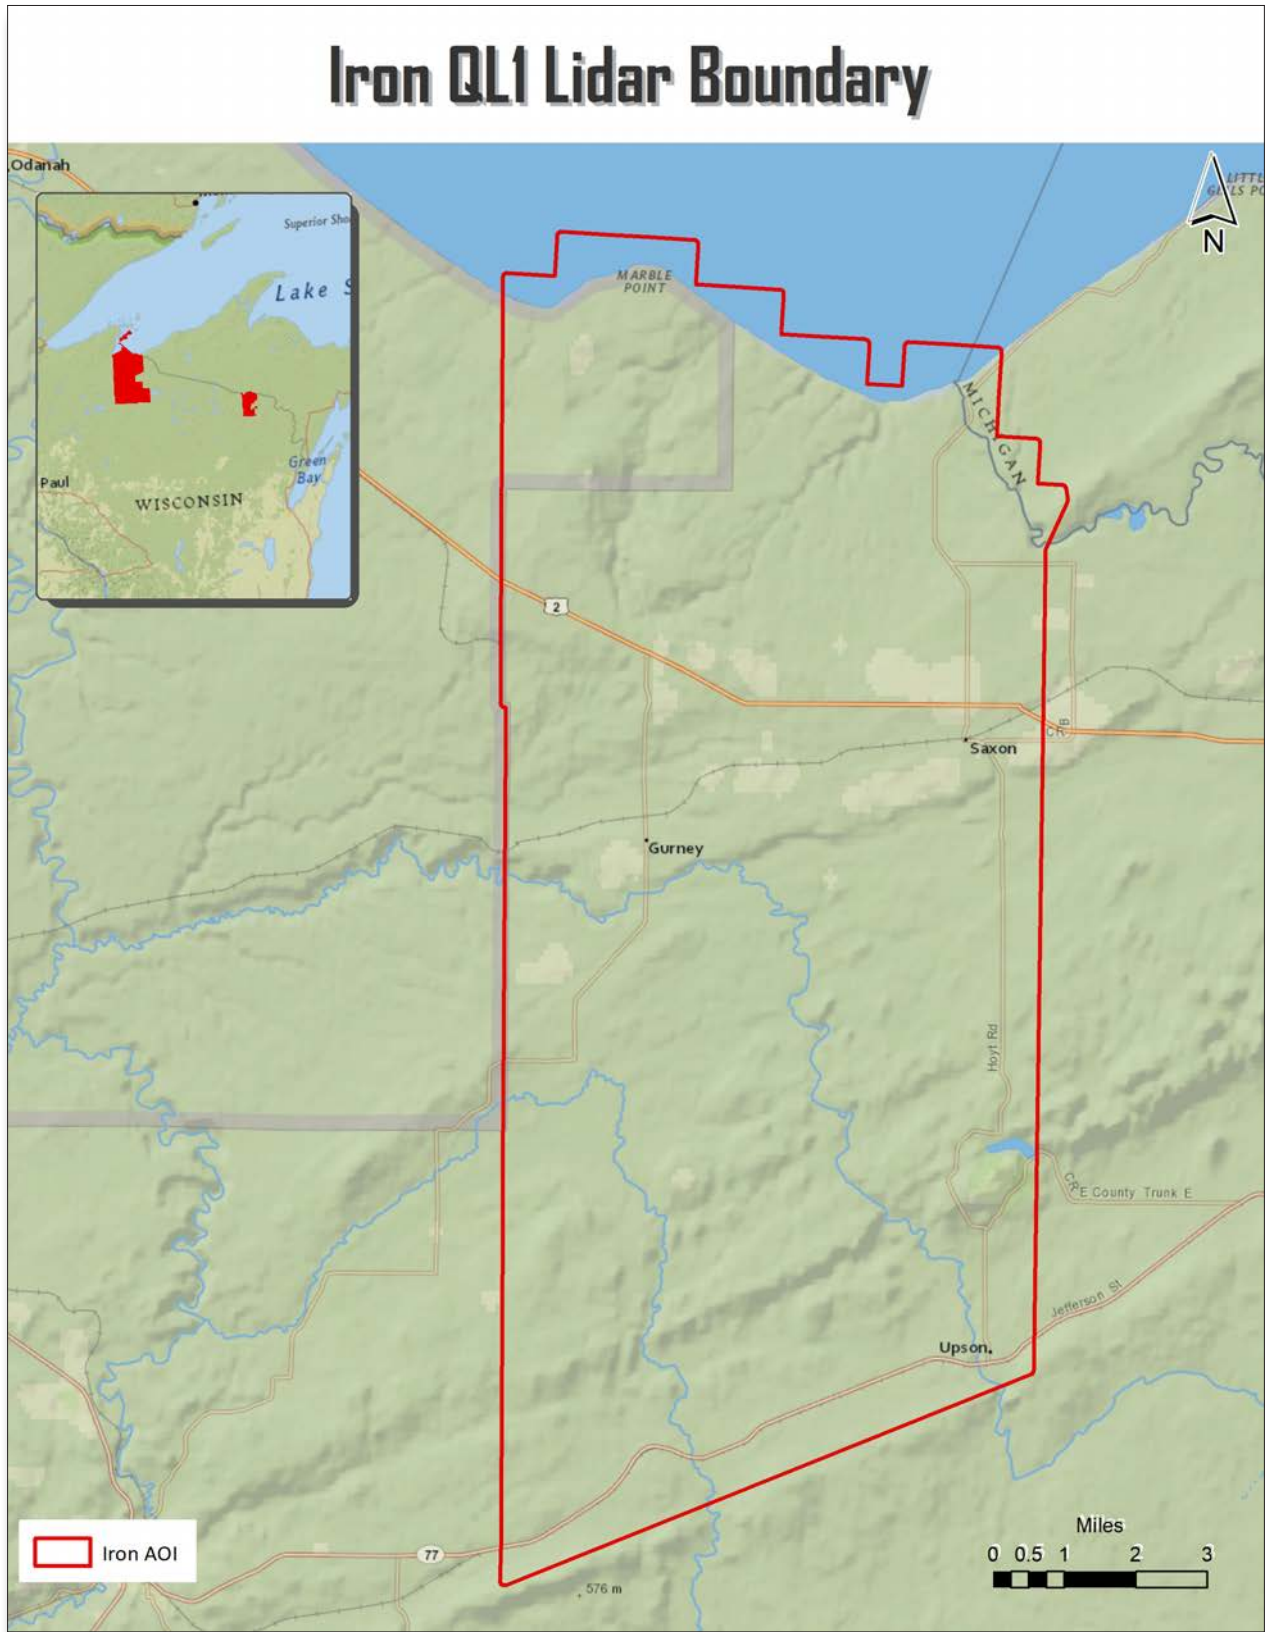 Iron QL1 Lidar Boundary
Odanah
Superior Sho
Lake S
Green
Bay
Paul
WISCONSIN
MARBLE
POINT
N
MICHIGAN
2
CR B
Saxon
Gurney
Hoyt Rd
CR E County Trunk E
Jefferson St
Upson
77
576 m
Iron AOI
Miles
0 0.5 1 2 3